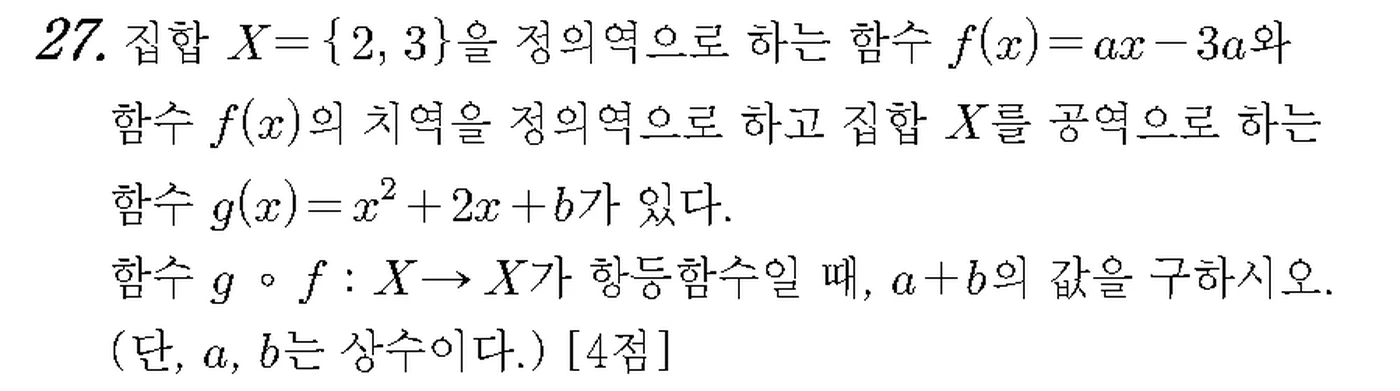 27. 집합 X={2, 3}을 정의역으로 하는 함수 f(x)=ax-3a와
함수 f(x)의 치역을 정의역으로 하고 집합 X를 공역으로 하는
함수 g(x)=x²+2x+b가 있다.
함수 g ∘ f : X→X가 항등함수일 때, a+b의 값을 구하시오.
(단, a, b는 상수이다.) [4점]